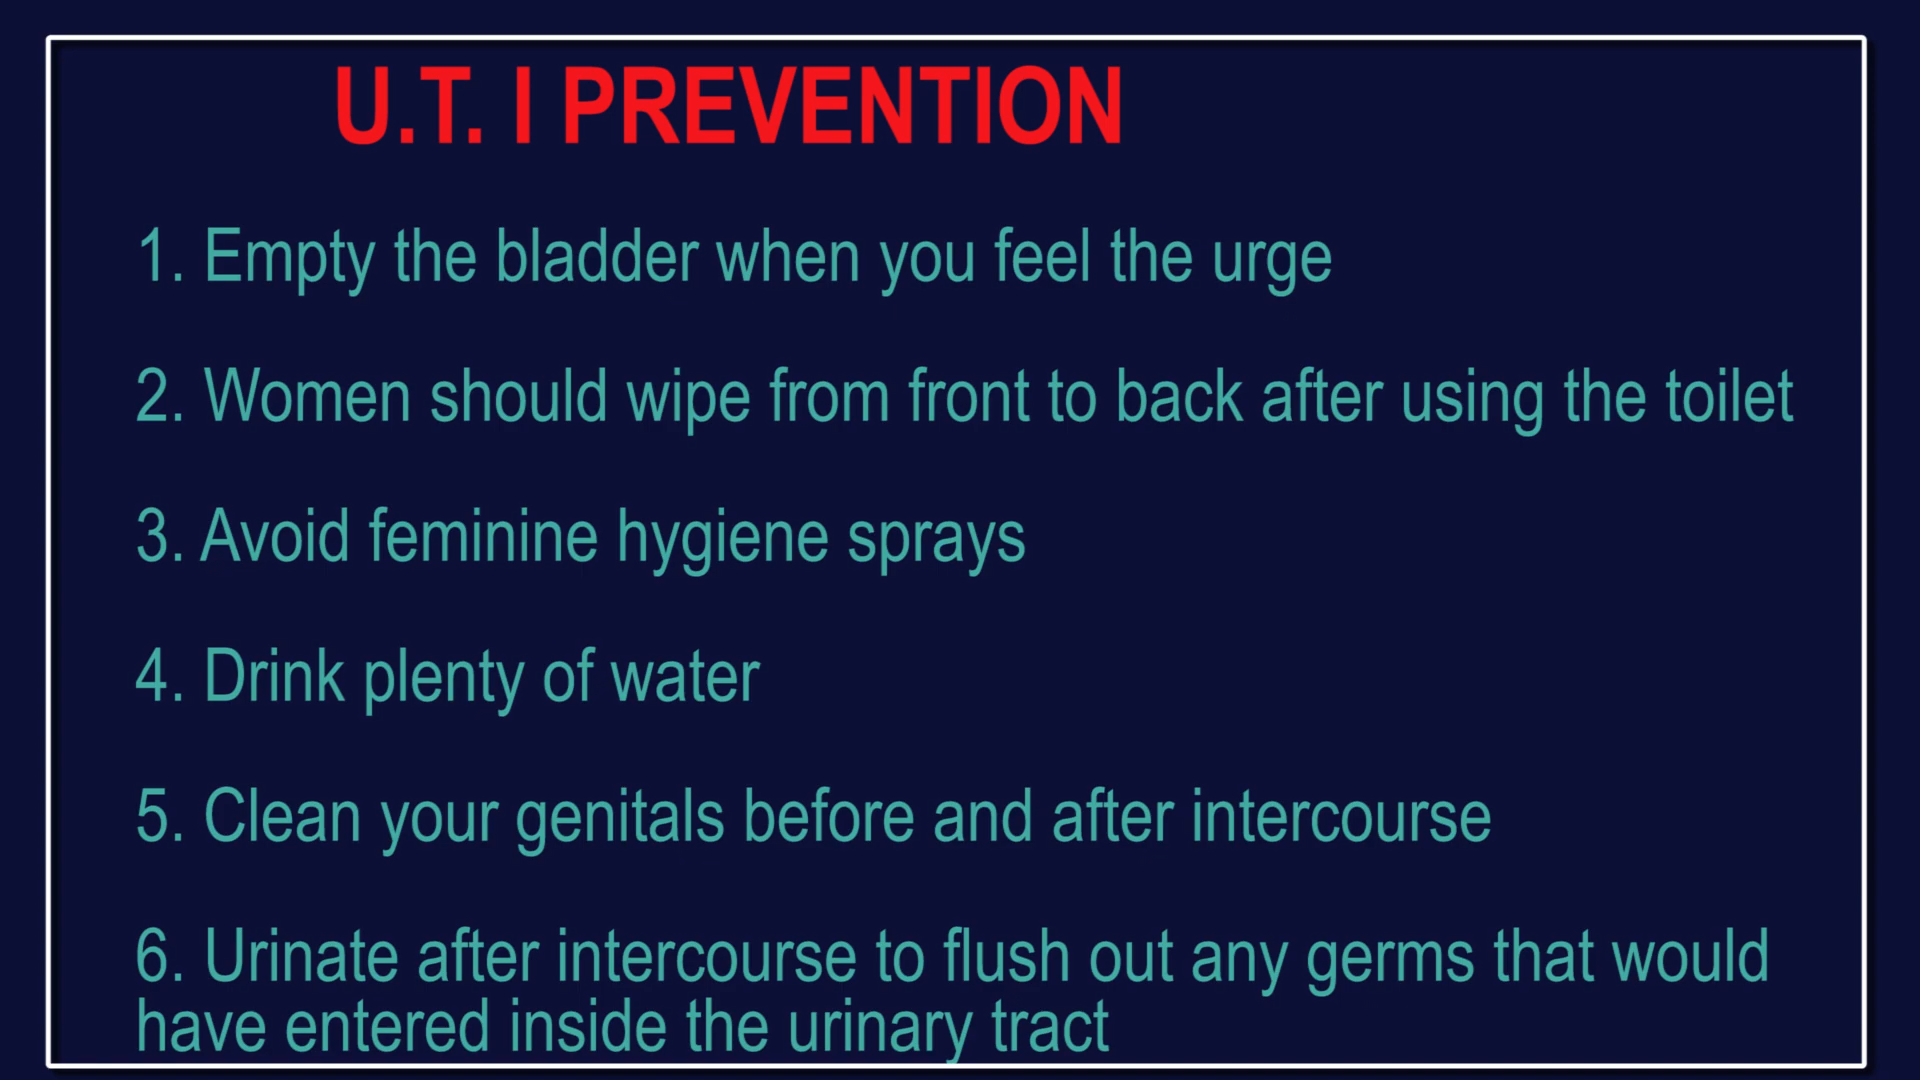 U.T. I PREVENTION
1. Empty the bladder when you feel the urge
2. Women should wipe from front to back after using the toilet
3. Avoid feminine hygiene sprays
4. Drink plenty of water
5. Clean your genitals before and after intercourse
6. Urinate after intercourse to flush out any germs that would
have entered inside the urinary tract